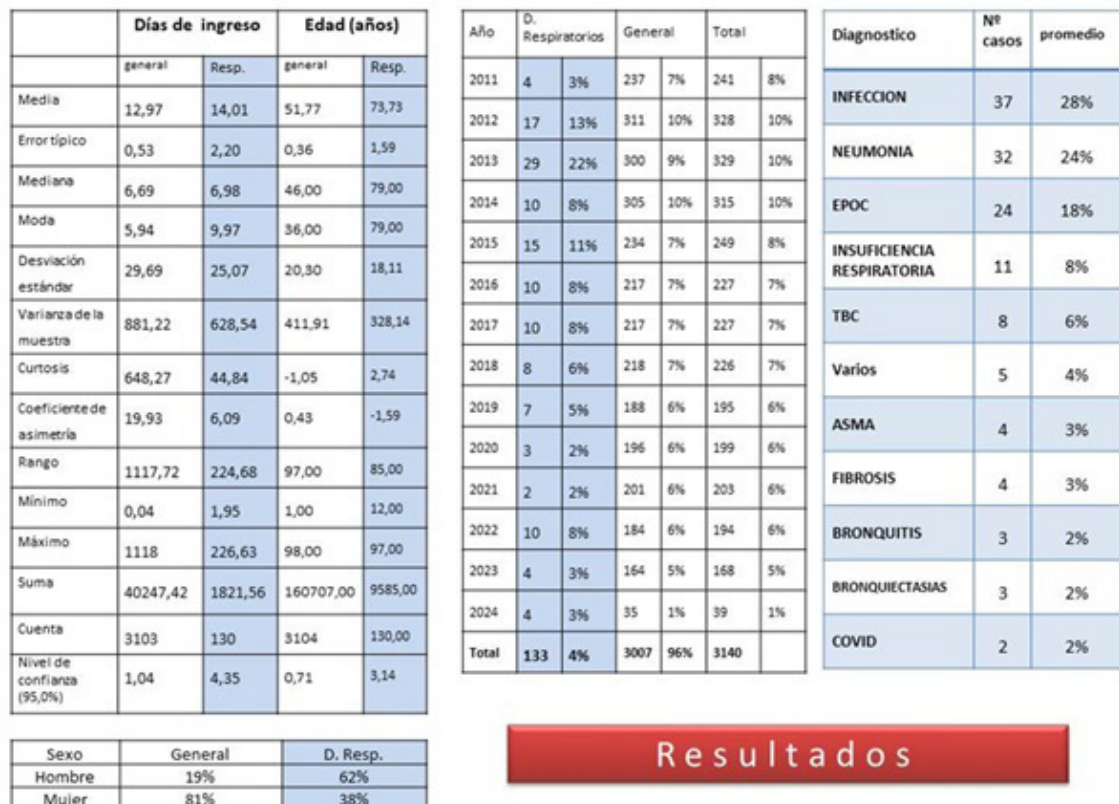 Días de ingreso Edad (años)
general Resp. general Resp.
Media 12,97 14,01 51,77 73,73
Error típico 0,53 2,20 0,36 1,59
Mediana 6,69 6,98 46,00 79,00
Moda 5,94 9,97 36,00 79,00
Desviación
estándar 29,69 25,07 20,30 18,11
Varianza de la
muestra 881,22 628,54 411,91 328,14
Curtosis 648,27 44,84 -1,05 2,74
Coeficiente de
asimetría 19,93 6,09 0,43 -1,59
Rango 1117,72 224,68 97,00 85,00
Mínimo 0,04 1,95 1,00 12,00
Máximo 1118 226,63 98,00 97,00
Suma 40247,42 1821,56 160707,00 9585,00
Cuenta 3103 130 3104 130,00
Nivel de
confianza
(95,0%) 1,04 4,35 0,71 3,14
Sexo General D. Resp.
Hombre 19% 62%
Mujer 81% 38%
Año D.
Respiratorios General Total
2011 4 3% 237 7% 241 8%
2012 17 13% 311 10% 328 10%
2013 29 22% 300 9% 329 10%
2014 10 8% 305 10% 315 10%
2015 15 11% 234 7% 249 8%
2016 10 8% 217 7% 227 7%
2017 10 8% 217 7% 227 7%
2018 8 6% 218 7% 226 7%
2019 7 5% 188 6% 195 6%
2020 3 2% 196 6% 199 6%
2021 2 2% 201 6% 203 6%
2022 10 8% 184 6% 194 6%
2023 4 3% 164 5% 168 5%
2024 4 3% 35 1% 39 1%
Total 133 4% 3007 96% 3140
Diagnostico Nº
casos promedio
INFECCION 37 28%
NEUMONIA 32 24%
EPOC 24 18%
INSUFICIENCIA
RESPIRATORIA 11 8%
TBC 8 6%
Varios 5 4%
ASMA 4 3%
FIBROSIS 4 3%
BRONQUITIS 3 2%
BRONQUIECTASIAS 3 2%
COVID 2 2%
Resultados